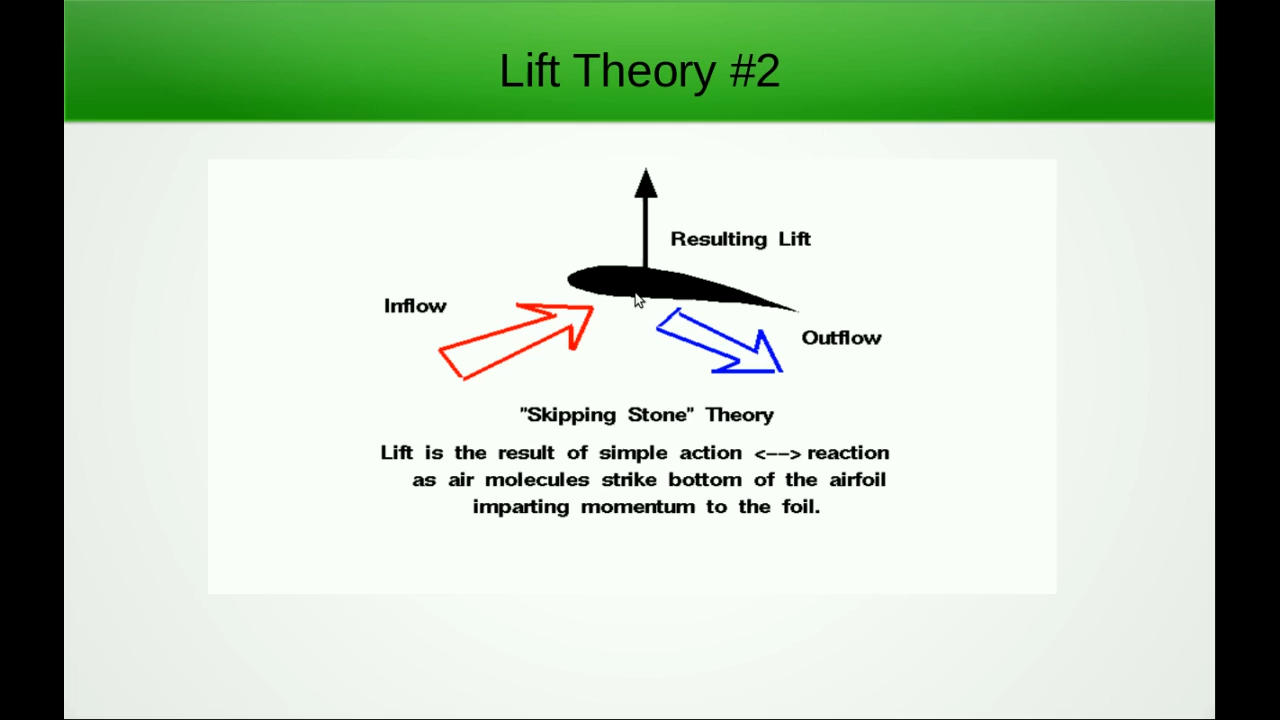 Lift Theory #2
Resulting Lift
Inflow
Outflow
"Skipping Stone" Theory
Lift is the result of simple action <--> reaction
as air molecules strike bottom of the airfoil
imparting momentum to the foil.